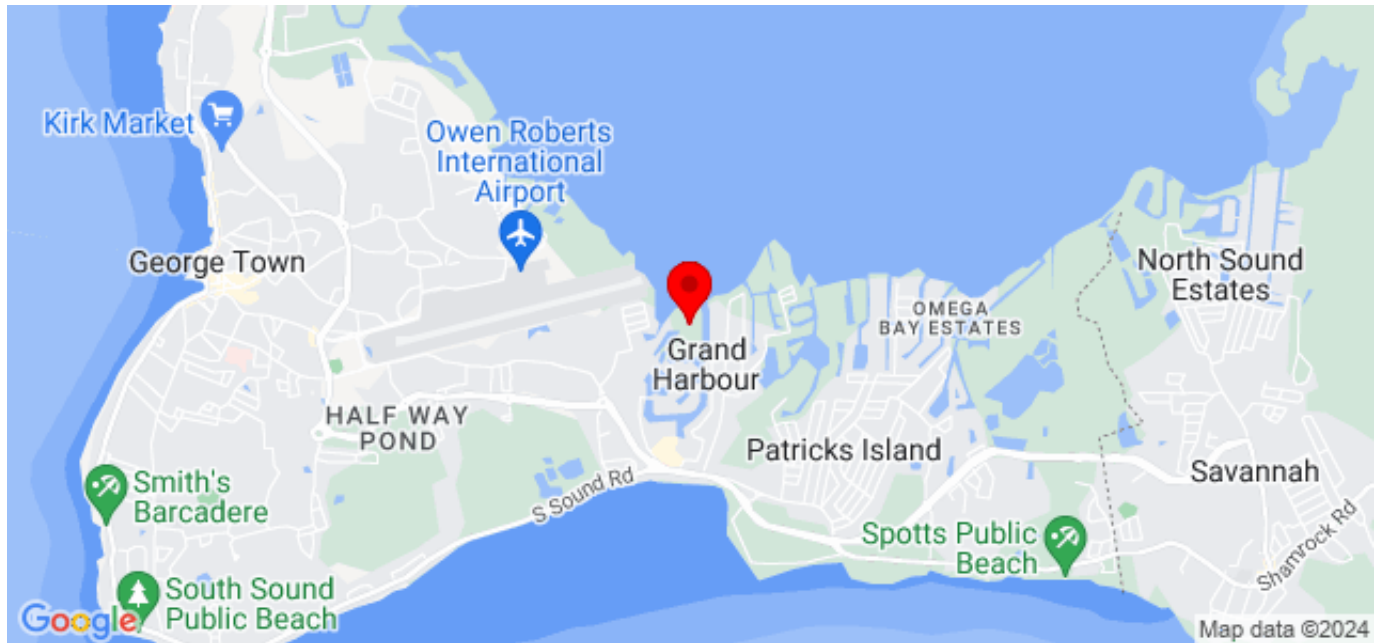 Kirk Market
Owen Roberts
International
Airport
George Town
North Sound
Estates
OMEGA
BAY ESTATES
Grand
Harbour
HALF WAY
POND
Patricks Island
Savannah
Smith's
Barcadere
S Sound Rd
Spotts Public
Beach
Shamrock Rd
South Sound
Public Beach
Google
Map data ©2024